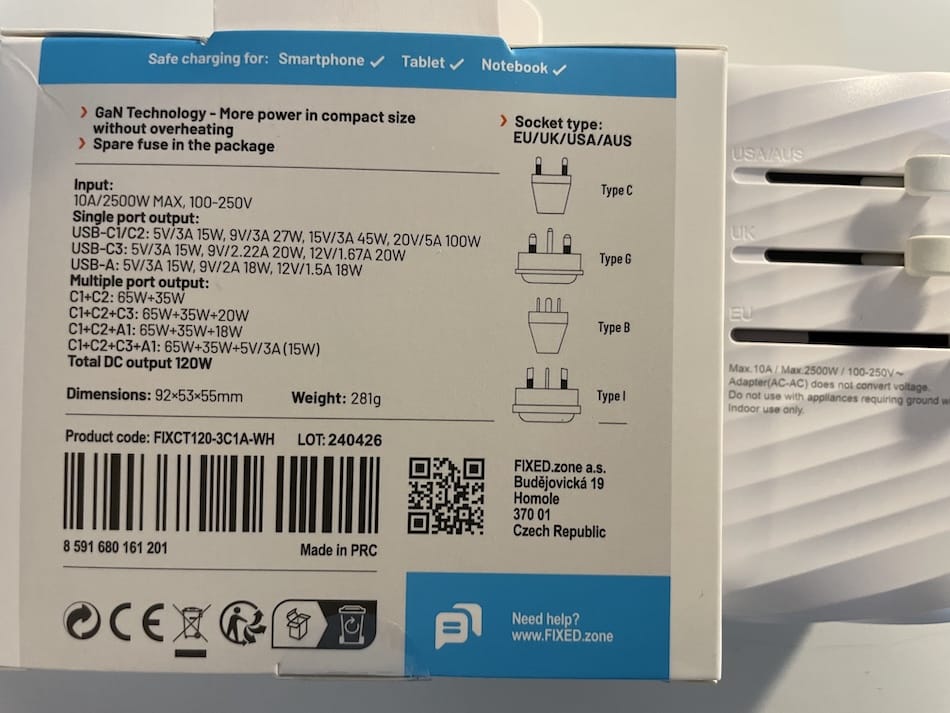 Safe charging for: Smartphone ✓ Tablet ✓ Notebook ✓
› GaN Technology - More power in compact size
without overheating
› Spare fuse in the package
Input:
10A/2500W MAX, 100-250V
Single port output:
USB-C1/C2: 5V/3A 15W, 9V/3A 27W, 15V/3A 45W, 20V/5A 100W
USB-C3: 5V/3A 15W, 9V/2.22A 20W, 12V/1.67A 20W
USB-A: 5V/3A 15W, 9V/2A 18W, 12V/1.5A 18W
Multiple port output:
C1+C2: 65W+35W
C1+C2+C3: 65W+35W+20W
C1+C2+A1: 65W+35W+18W
C1+C2+C3+A1: 65W+35W+5V/3A (15W)
Total DC output 120W
Dimensions: 92×53×55mm Weight: 281g
› Socket type:
EU/UK/USA/AUS
Type C
Type G
Type B
Type I
Product code: FIXCT120-3C1A-WH LOT: 240426
8 591 680 161 201 Made in PRC
FIXED.zone a.s.
Budějovická 19
Homole
370 01
Czech Republic
CE
Need help?
www.FIXED.zone
USA/AUS
UK
EU
Max.10A / Max.2500W / 100-250V~
Adapter(AC-AC) does not convert voltage.
Do not use with appliances requiring ground
Indoor use only.